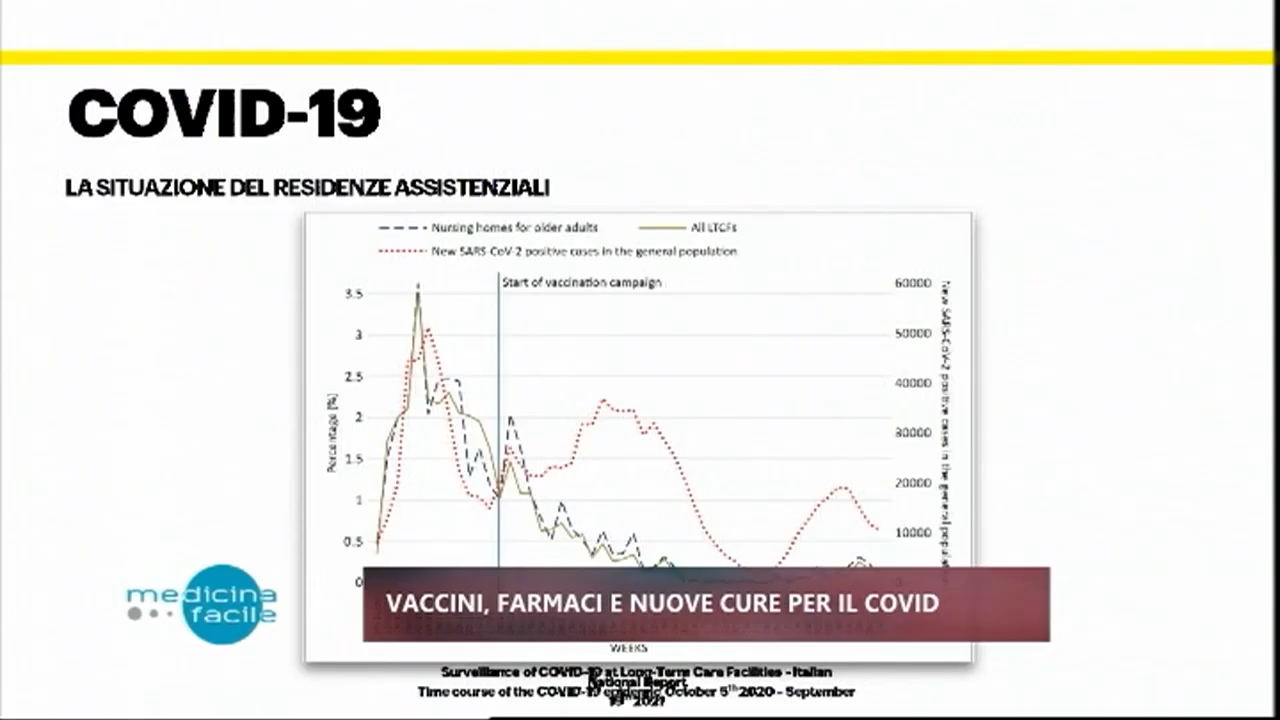 COVID-19
LA SITUAZIONE DEL RESIDENZE ASSISTENZIALI
Nursing homes for older adults
All LTCFs
New SARS-CoV-2 positive cases in the general population
Start of vaccination campaign
3.5
3
2.5
2
1.5
1
0.5
0
Percentage (%)
60000
50000
40000
30000
20000
10000
New SARS-CoV-2 positive cases in the general
medicina
facile
VACCINI, FARMACI E NUOVE CURE PER IL COVID
WEEKS
Surveillance of COVID-19 at Long-Term Care Facilities - Italian
National Report
Time course of the COVID-19 epidemic October 5th 2020 - September
2021